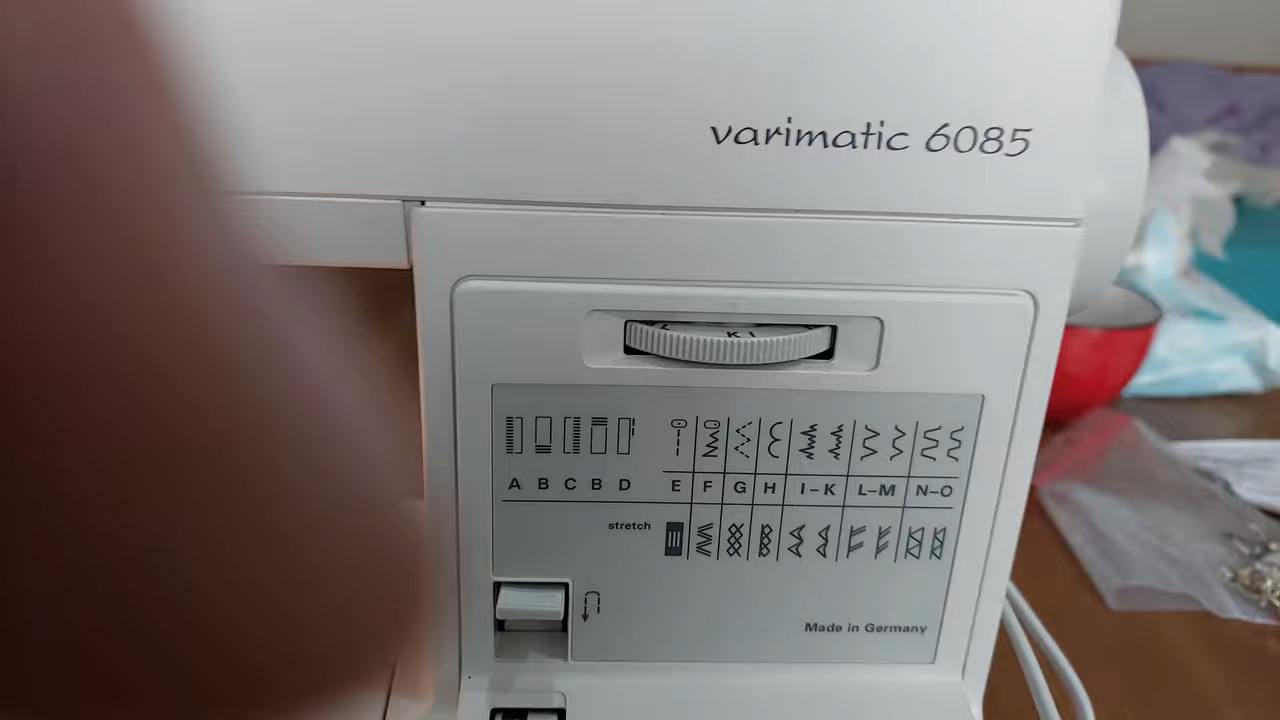 varimatic 6085
K I
A B C B D E F G H I–K L–M N–O
stretch
Made in Germany